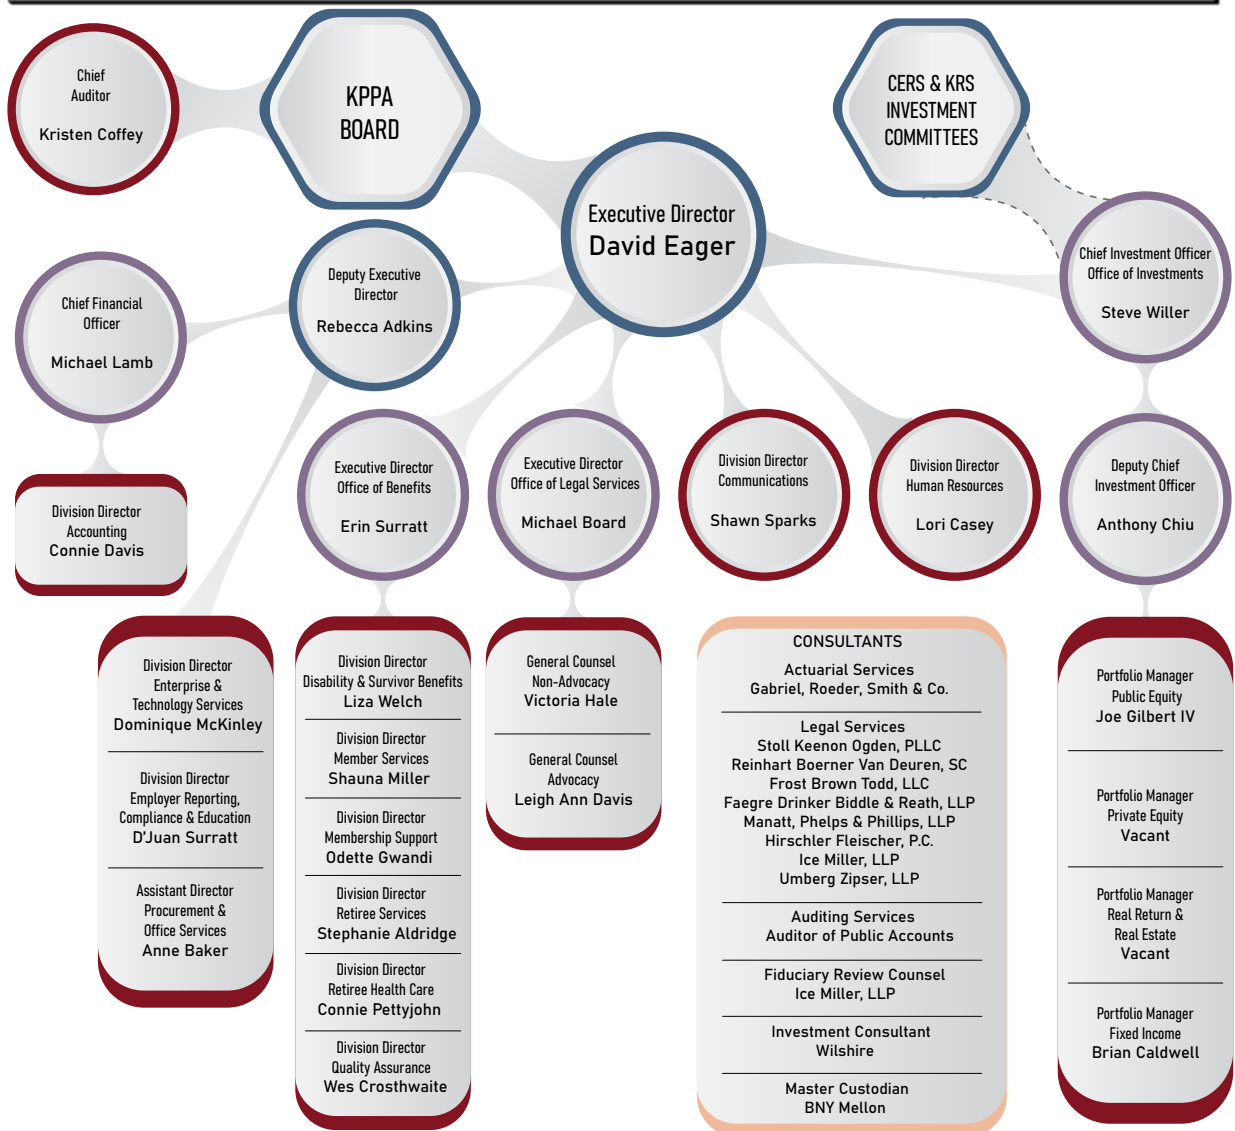 Chief
Auditor
Kristen Coffey
KPPA
BOARD
CERS & KRS
INVESTMENT
COMMITTEES
Executive Director
David Eager
Chief Investment Officer
Office of Investments
Steve Willer
Deputy Executive
Director
Rebecca Adkins
Chief Financial
Officer
Michael Lamb
Division Director
Accounting
Connie Davis
Executive Director
Office of Benefits
Erin Surratt
Executive Director
Office of Legal Services
Michael Board
Division Director
Communications
Shawn Sparks
Division Director
Human Resources
Lori Casey
Deputy Chief
Investment Officer
Anthony Chiu
Division Director
Enterprise &
Technology Services
Dominique McKinley
Division Director
Employer Reporting,
Compliance & Education
D'Juan Surratt
Assistant Director
Procurement &
Office Services
Anne Baker
Division Director
Disability & Survivor Benefits
Liza Welch
Division Director
Member Services
Shauna Miller
Division Director
Membership Support
Odette Gwandi
Division Director
Retiree Services
Stephanie Aldridge
Division Director
Retiree Health Care
Connie Pettyjohn
Division Director
Quality Assurance
Wes Crosthwaite
General Counsel
Non-Advocacy
Victoria Hale
General Counsel
Advocacy
Leigh Ann Davis
CONSULTANTS
Actuarial Services
Gabriel, Roeder, Smith & Co.
Legal Services
Stoll Keenon Ogden, PLLC
Reinhart Boerner Van Deuren, SC
Frost Brown Todd, LLC
Faegre Drinker Biddle & Reath, LLP
Manatt, Phelps & Phillips, LLP
Hirschler Fleischer, P.C.
Ice Miller, LLP
Umberg Zipser, LLP
Auditing Services
Auditor of Public Accounts
Fiduciary Review Counsel
Ice Miller, LLP
Investment Consultant
Wilshire
Master Custodian
BNY Mellon
Portfolio Manager
Public Equity
Joe Gilbert IV
Portfolio Manager
Private Equity
Vacant
Portfolio Manager
Real Return &
Real Estate
Vacant
Portfolio Manager
Fixed Income
Brian Caldwell